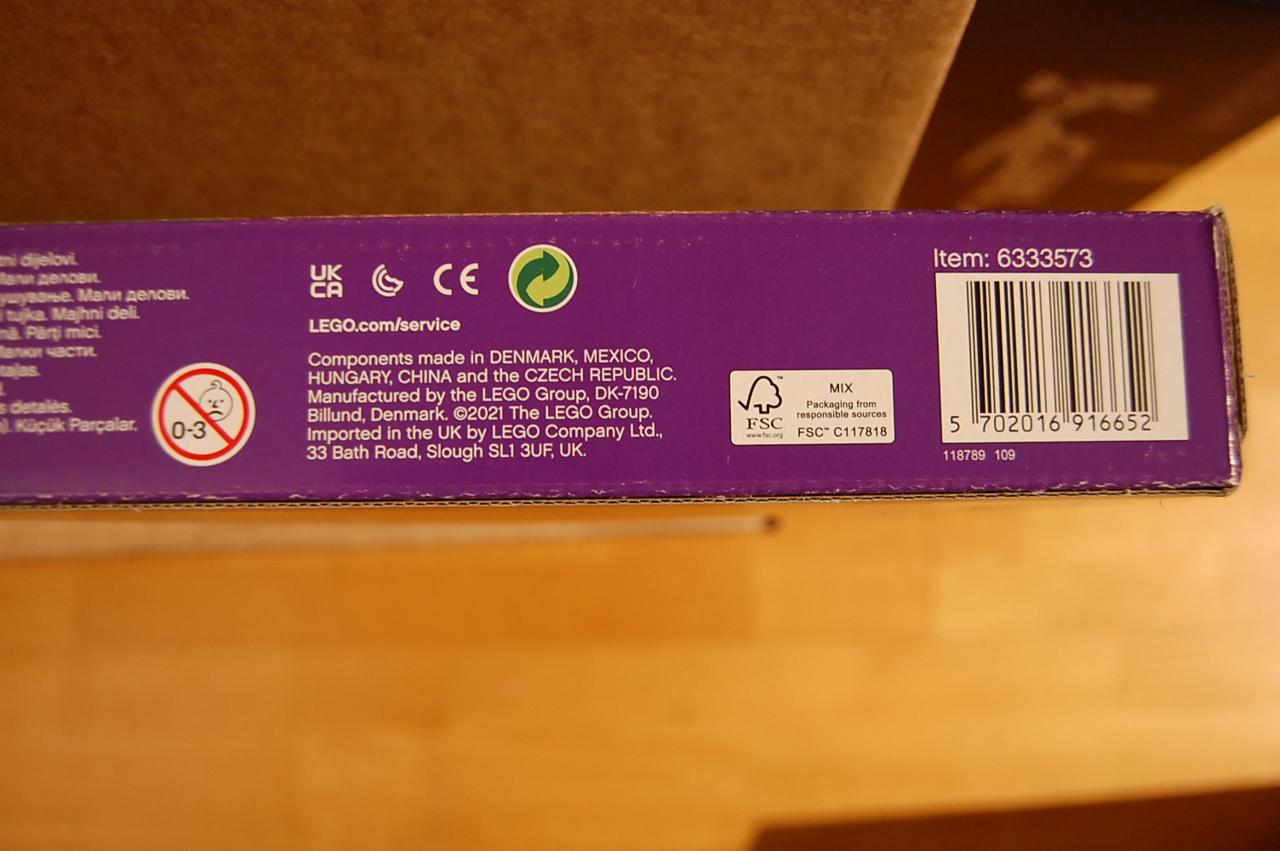 tni dijelovi.
Мали делови.
Мали делови.
i tujka. Majhni deli.
Părţi mici.
Малки части.
s detalēs.
Küçük Parçalar.
0-3
UK
CA
CE
LEGO.com/service
Components made in DENMARK, MEXICO,
HUNGARY, CHINA and the CZECH REPUBLIC.
Manufactured by the LEGO Group, DK-7190
Billund, Denmark. ©2021 The LEGO Group.
Imported in the UK by LEGO Company Ltd.,
33 Bath Road, Slough SL1 3UF, UK.
FSC
www.fsc.org
MIX
Packaging from
responsible sources
FSC™ C117818
Item: 6333573
5 702016 916652
118789 109